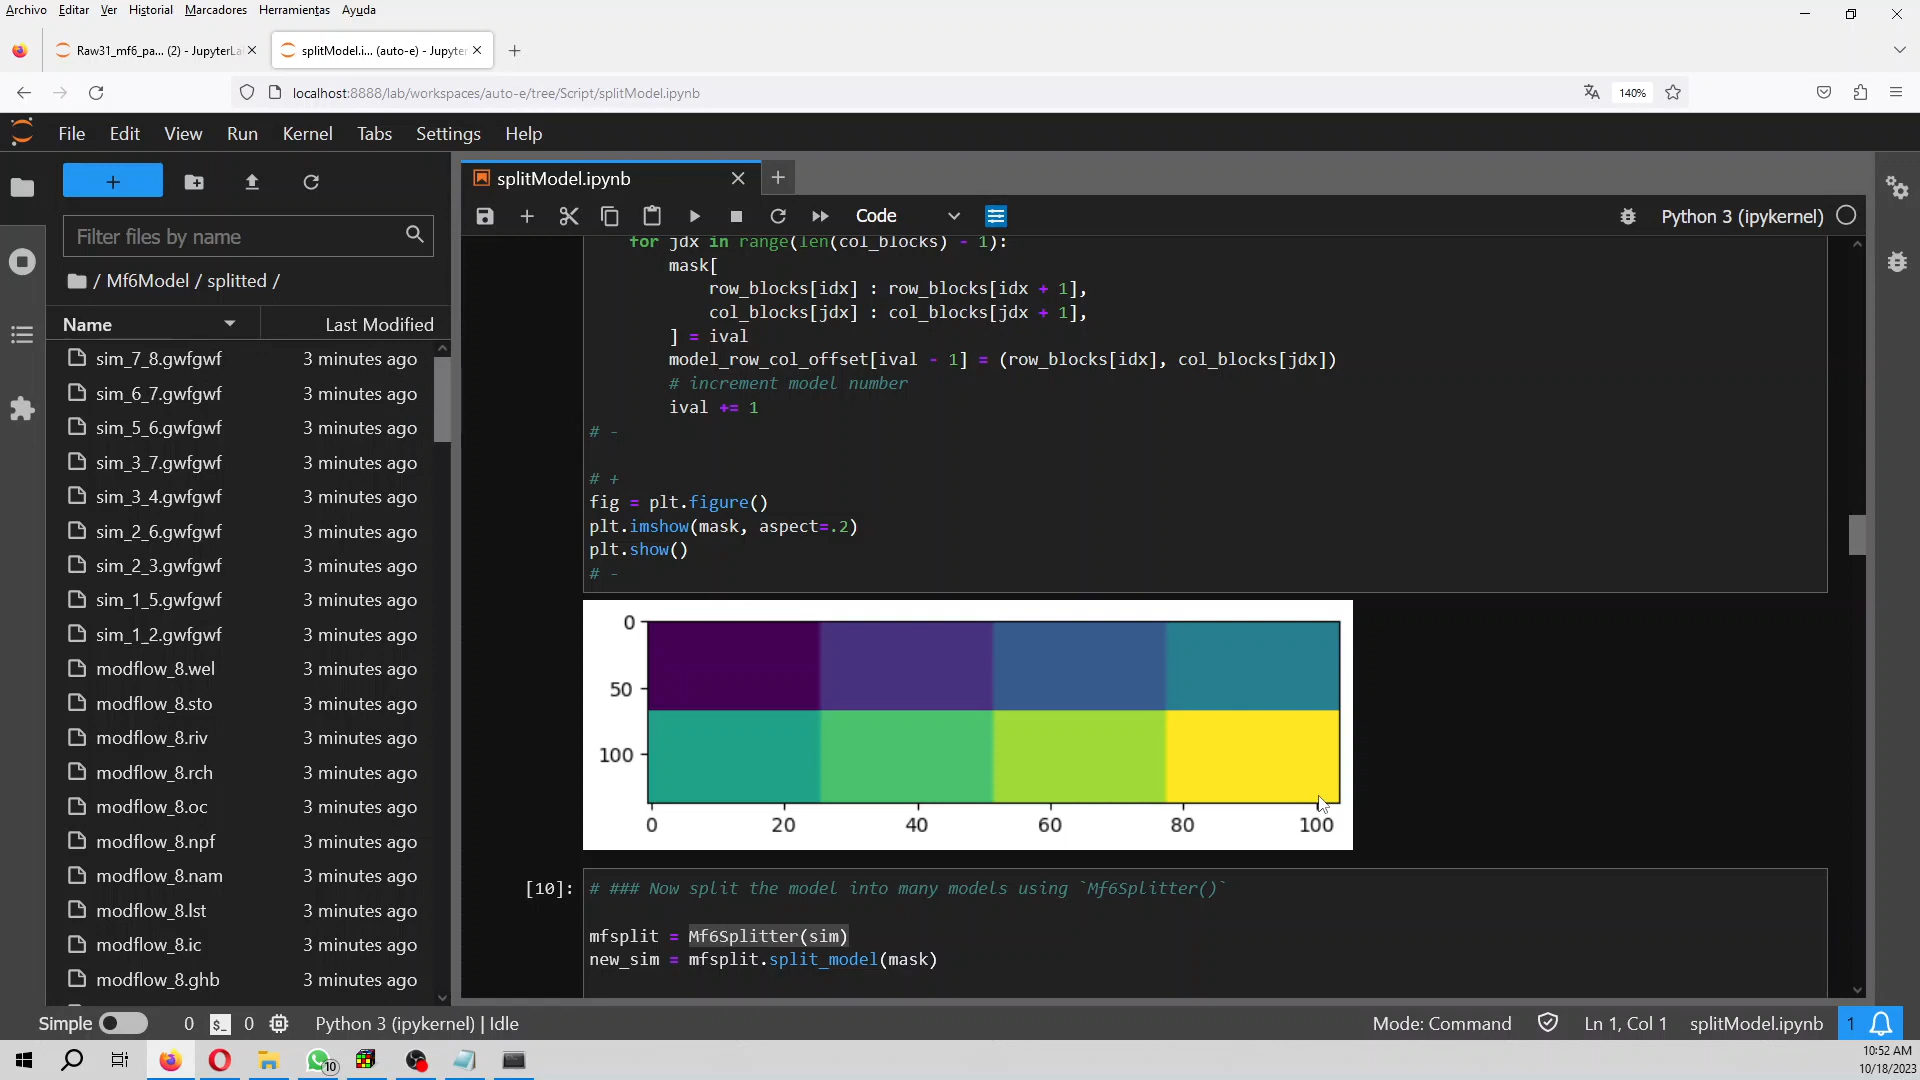 Archivo Editar Ver Historial Marcadores Herramientas Ayuda
Raw31_mf6_pa... (2) - JupyterLa
splitModel.i... (auto-e) - Jupyter
localhost:8888/lab/workspaces/auto-e/tree/Script/splitModel.ipynb
140%
File Edit View Run Kernel Tabs Settings Help
splitModel.ipynb
Filter files by name
/ Mf6Model / splitted /
Code
Python 3 (ipykernel)
Name Last Modified
sim_7_8.gwfgwf 3 minutes ago
sim_6_7.gwfgwf 3 minutes ago
sim_5_6.gwfgwf 3 minutes ago
sim_3_7.gwfgwf 3 minutes ago
sim_3_4.gwfgwf 3 minutes ago
sim_2_6.gwfgwf 3 minutes ago
sim_2_3.gwfgwf 3 minutes ago
sim_1_5.gwfgwf 3 minutes ago
sim_1_2.gwfgwf 3 minutes ago
modflow_8.wel 3 minutes ago
modflow_8.sto 3 minutes ago
modflow_8.riv 3 minutes ago
modflow_8.rch 3 minutes ago
modflow_8.oc 3 minutes ago
modflow_8.npf 3 minutes ago
modflow_8.nam 3 minutes ago
modflow_8.lst 3 minutes ago
modflow_8.ic 3 minutes ago
modflow_8.ghb 3 minutes ago
for jdx in range(len(col_blocks) - 1):
mask[
row_blocks[idx] : row_blocks[idx + 1],
col_blocks[jdx] : col_blocks[jdx + 1],
] = ival
model_row_col_offset[ival - 1] = (row_blocks[idx], col_blocks[jdx])
# increment model number
ival += 1
# -
# +
fig = plt.figure()
plt.imshow(mask, aspect=.2)
plt.show()
# -
0
50
100
0 20 40 60 80 100
[10]: # ### Now split the model into many models using `Mf6Splitter()`
mfsplit = Mf6Splitter(sim)
new_sim = mfsplit.split_model(mask)
Simple 0 $_ 0 Python 3 (ipykernel) | Idle
Mode: Command Ln 1, Col 1 splitModel.ipynb 1
10
10:52 AM
10/18/2023